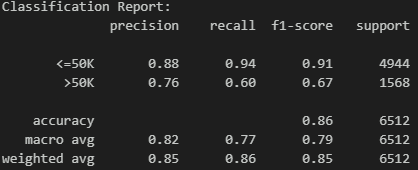 Classification Report:
precision recall f1-score support
<=50K 0.88 0.94 0.91 4944
>50K 0.76 0.60 0.67 1568
accuracy 0.86 6512
macro avg 0.82 0.77 0.79 6512
weighted avg 0.85 0.86 0.85 6512